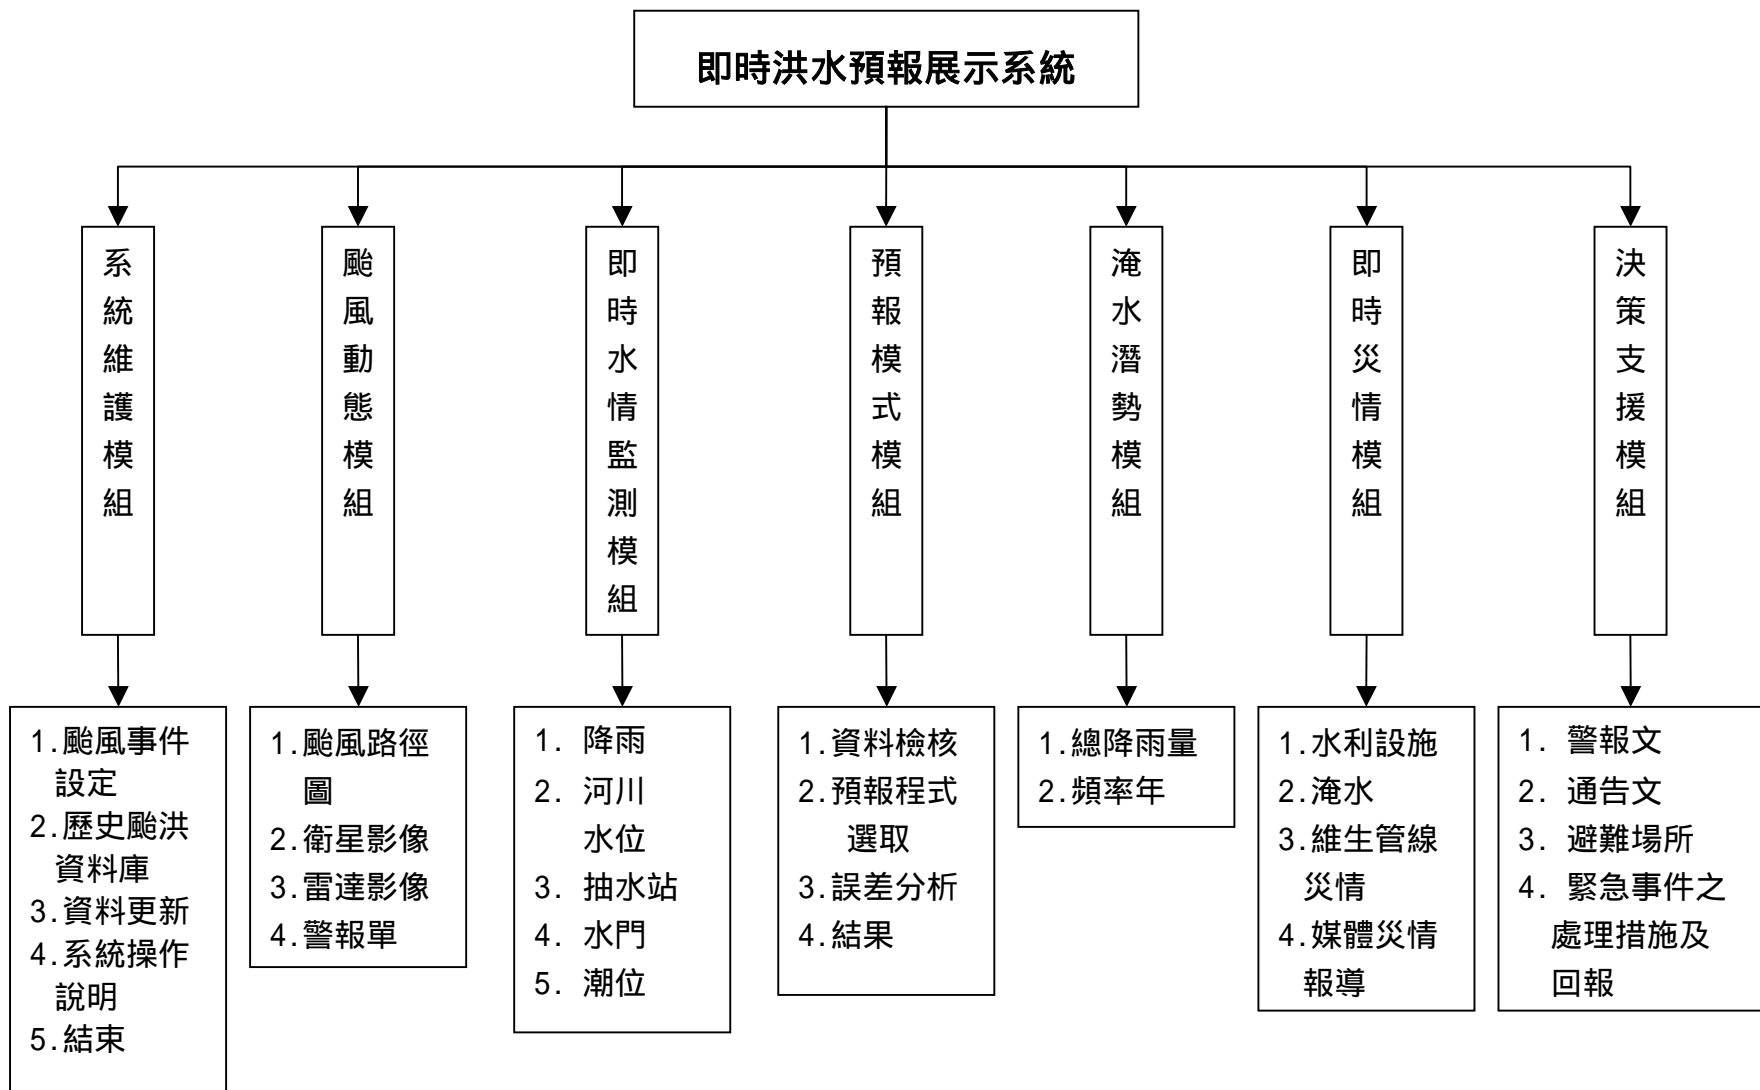 即時洪水預報展示系統
系統維護模組
颱風動態模組
即時水情監測模組
預報模式模組
淹水潛勢模組
即時災情模組
決策支援模組
1.颱風事件
設定
2.歷史颱洪
資料庫
3.資料更新
4.系統操作
說明
5.結束
1.颱風路徑
圖
2.衛星影像
3.雷達影像
4.警報單
1. 降雨
2. 河川
水位
3. 抽水站
4. 水門
5. 潮位
1.資料檢核
2.預報程式
選取
3.誤差分析
4.結果
1.總降雨量
2.頻率年
1.水利設施
2.淹水
3.維生管線
災情
4.媒體災情
報導
1. 警報文
2. 通告文
3. 避難場所
4. 緊急事件之
處理措施及
回報